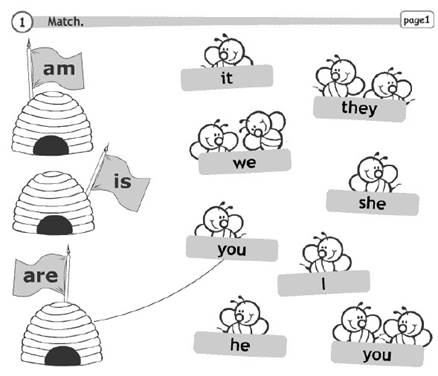 1 Match. page1
am
it
they
we
is
she
you
are
I
he
you